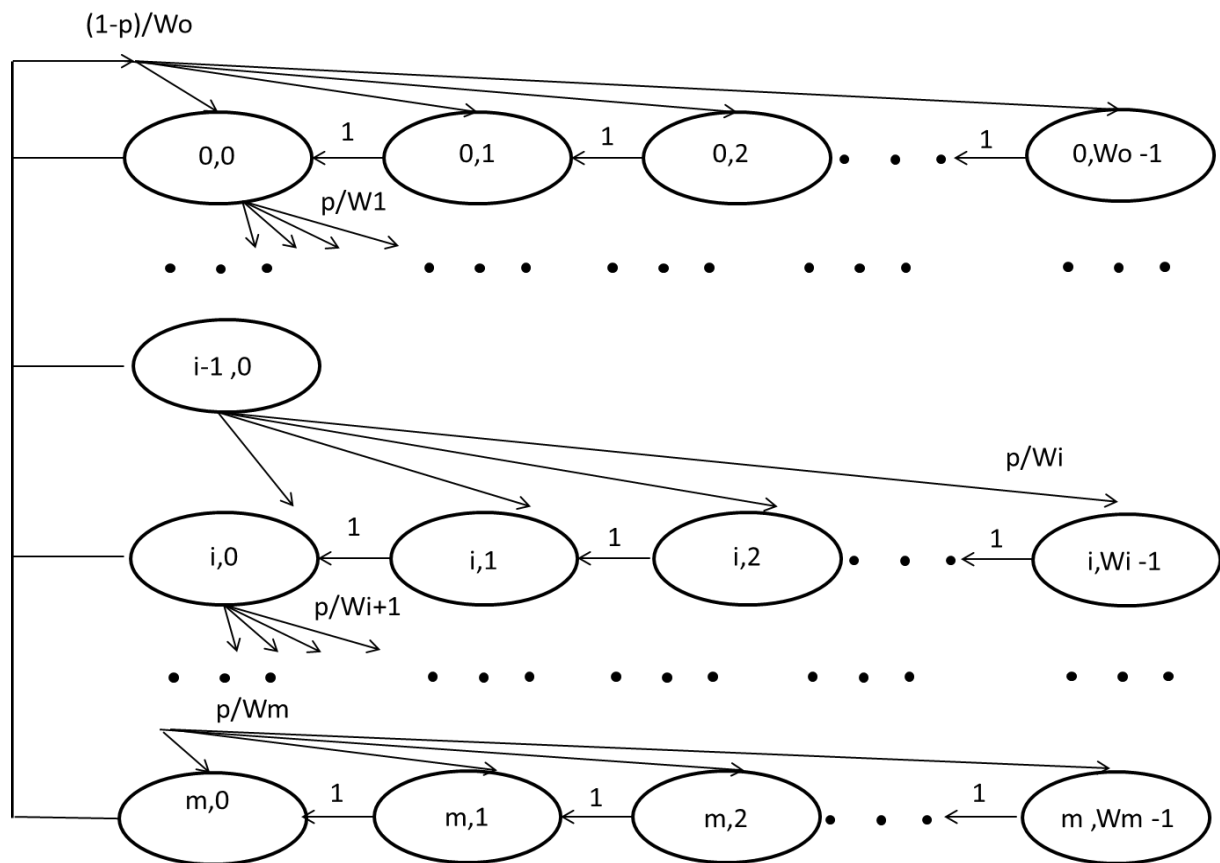 (1-p)/Wo
1 1 1
0,0 0,1 0,2 0,Wo -1
p/W1
i-1 ,0
p/Wi
1 1 1
i,0 i,1 i,2 i,Wi -1
p/Wi+1
p/Wm
1 1 1
m,0 m,1 m,2 m ,Wm -1